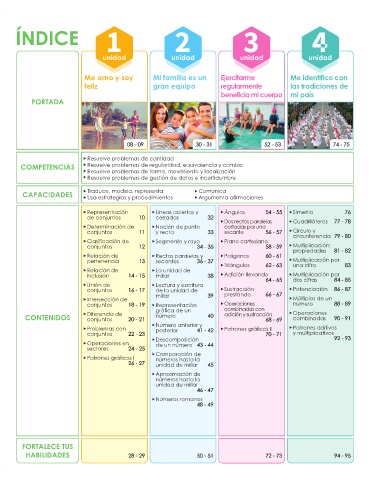 ÍNDICE
1
unidad
2
unidad
3
unidad
4
unidad
PORTADA
Me amo y soy
feliz
08 - 09
Mi familia es un
gran equipo
30 - 31
Ejercitarme
regularmente
beneficia mi cuerpo
52 - 53
Me identifico con
las tradiciones de
mi país
74 - 75
COMPETENCIAS
Resuelve problemas de cantidad
Resuelve problemas de regularidad, equivalencia y cambio
Resuelve problemas de forma, movimiento y localización
Resuelve problemas de gestión de datos e incertidumbre
CAPACIDADES
Traduce, modela, representa
Usa estrategias y procedimientos
Comunica
Argumenta afirmaciones
CONTENIDOS
Representación
de conjuntos 10
Determinación de
conjuntos 11
Clasificación de
conjuntos 12
Relación de
pertenencia 13
Relación de
inclusión 14 - 15
Unión de
conjuntos 16 - 17
Intersección de
conjuntos 18 - 19
Diferencia de
conjuntos 20 - 21
Problemas con
conjuntos 22 - 23
Operaciones en
sectores 24 - 25
Patrones gráficos I
26 - 27
Líneas abiertas y
cerradas 32
Noción de punto
y recta 33
Segmento y rayo
34 - 35
Rectas paralelas y
secantes 36 - 37
La unidad de
millar 38
Lectura y escritura
de la unidad de
millar 39
Representación
gráfica de un
número 40
Número anterior y
posterior 41 - 42
Descomposición
de un número 43 - 44
Comparación de
números hasta la
unidad de millar 45
Aproximación de
números hasta la
unidad de millar
46 - 47
Números romanos
48 - 49
Ángulos 54 - 55
Dos rectas paralelas
cortadas por una
secante 56 - 57
Plano cartesiano
58 - 59
Polígonos 60 - 61
Triángulos 62 - 63
Adición llevando
64 - 65
Sustracción
prestando 66 - 67
Operaciones
combinadas con
adición y sustracción
68 - 69
Patrones gráficos II
70 - 71
Simetría 76
Cuadriláteros 77 - 78
Círculo y
circunferencia 79 - 80
Multiplicación:
propiedades 81 - 82
Multiplicación por
una cifra 83
Multiplicación por
dos cifras 84 - 85
Potenciación 86 - 87
Múltiplos de un
número 88 - 89
Operaciones
combinadas 90 - 91
Patrones aditivos
y multiplicativos
92 - 93
FORTALECE TUS
HABILIDADES
28 - 29
50 - 51
72 - 73
94 - 95